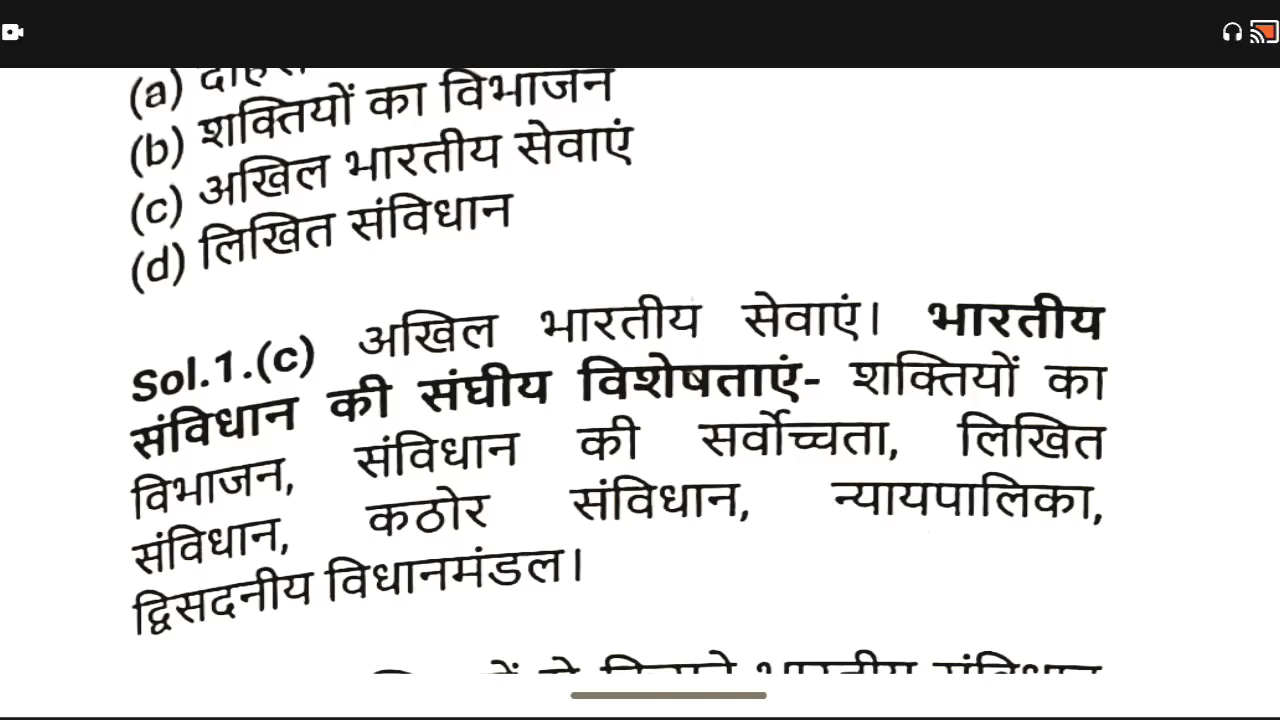 (a)
(b) शक्तियों का विभाजन
(c) अखिल भारतीय सेवाएं
(d) लिखित संविधान
Sol.1.(c) अखिल भारतीय सेवाएं। भारतीय
संविधान की संघीय विशेषताएं- शक्तियों का
विभाजन, संविधान की सर्वोच्चता, लिखित
संविधान, कठोर संविधान, न्यायपालिका,
द्विसदनीय विधानमंडल।